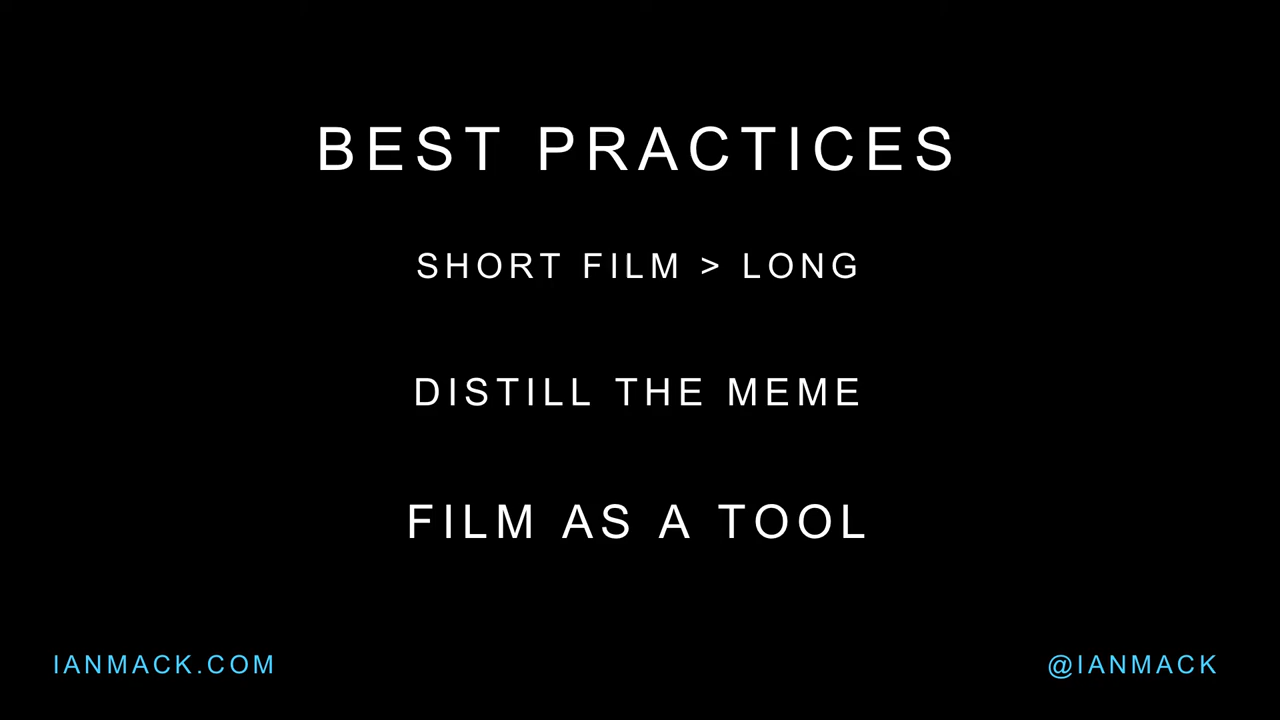 BEST PRACTICES
SHORT FILM > LONG
DISTILL THE MEME
FILM AS A TOOL
IANMACK.COM
@IANMACK